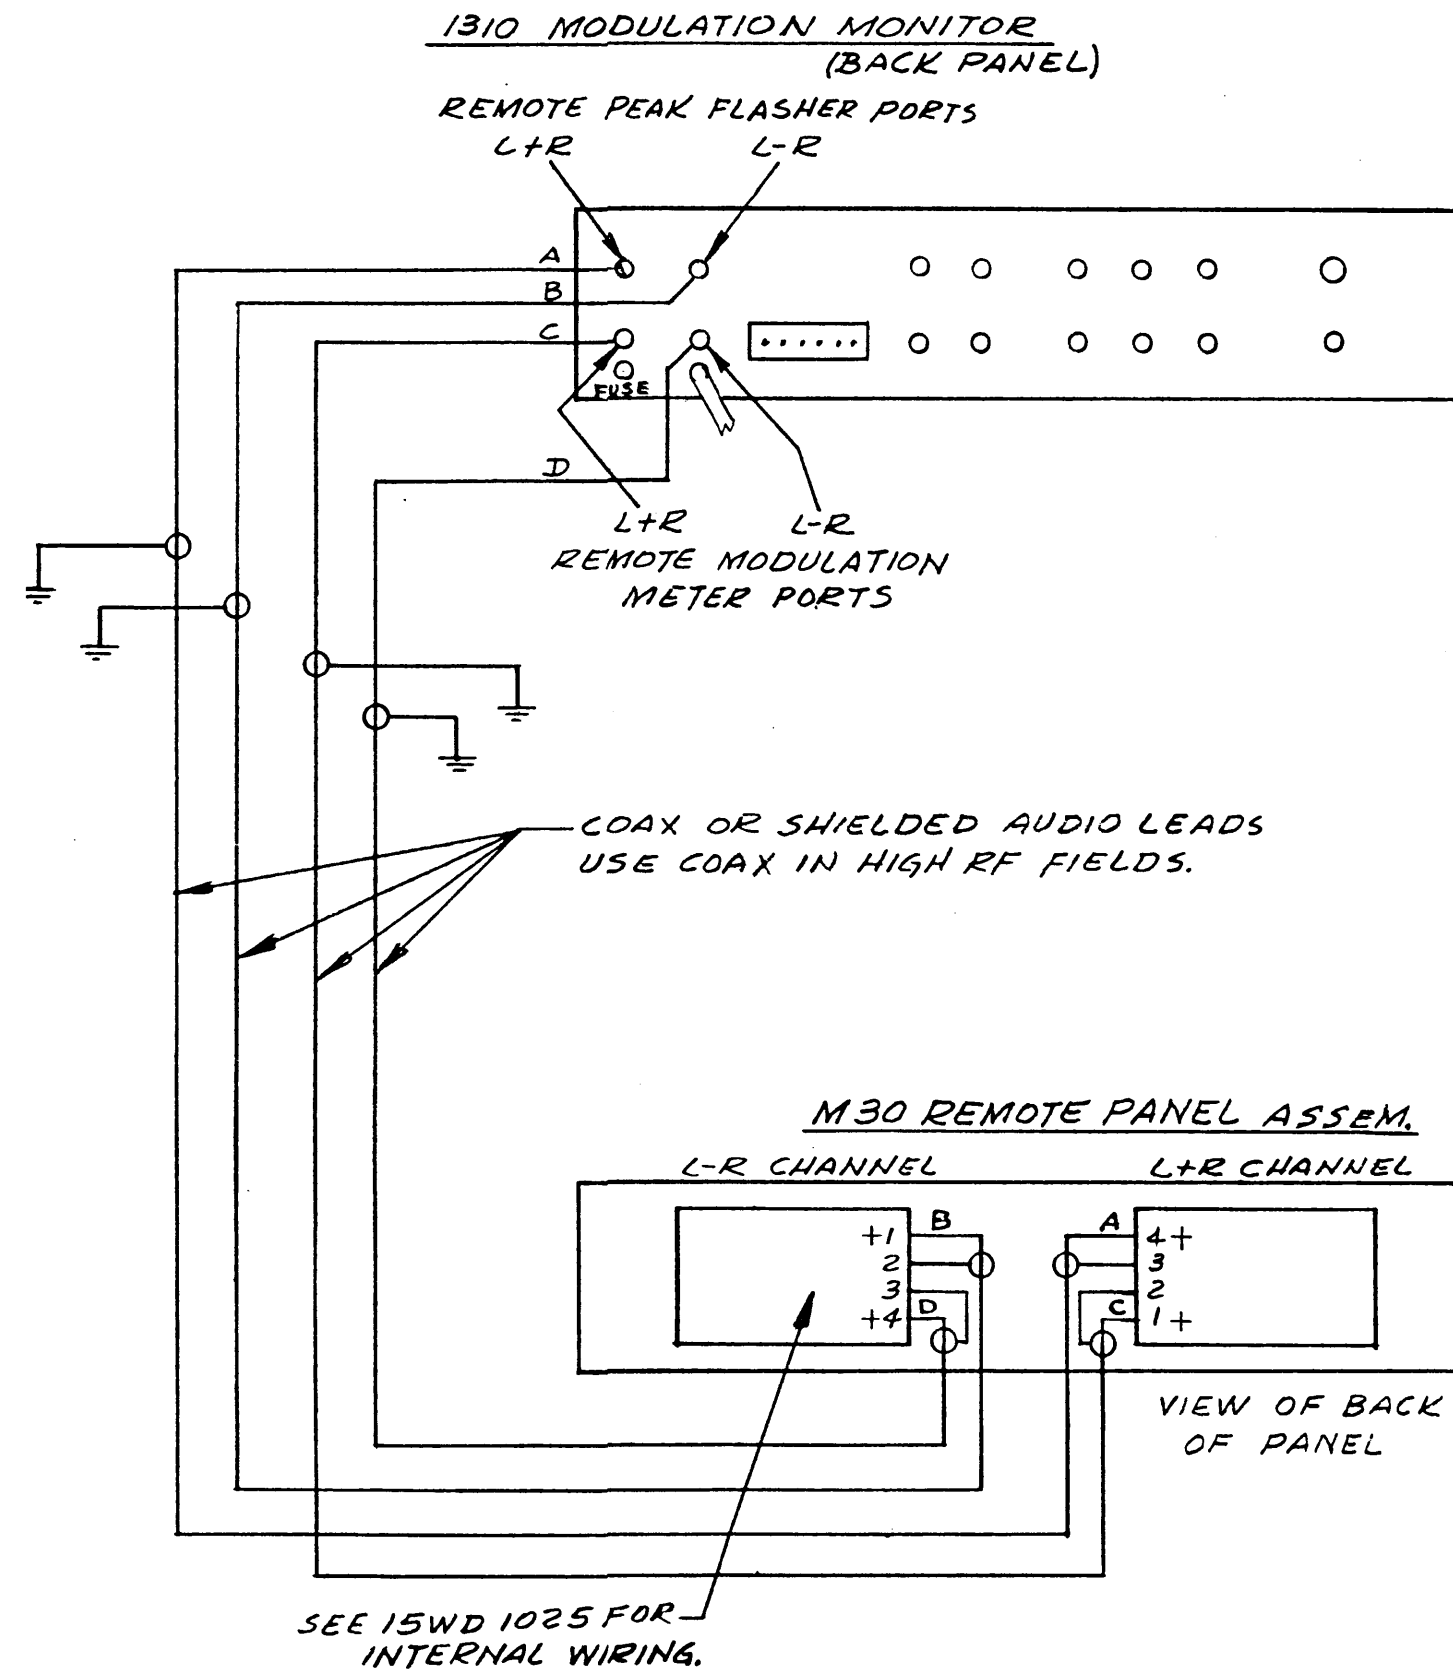 1310 MODULATION MONITOR
(BACK PANEL)
REMOTE PEAK FLASHER PORTS
L+R L-R
A
B
C
FUSE
D
L+R L-R
REMOTE MODULATION
METER PORTS
COAX OR SHIELDED AUDIO LEADS
USE COAX IN HIGH RF FIELDS.
M30 REMOTE PANEL ASSEM.
L-R CHANNEL L+R CHANNEL
+1 B A 4+
2 3
3 2
+4 D C 1+
VIEW OF BACK
OF PANEL
SEE 15WD 1025 FOR
INTERNAL WIRING.